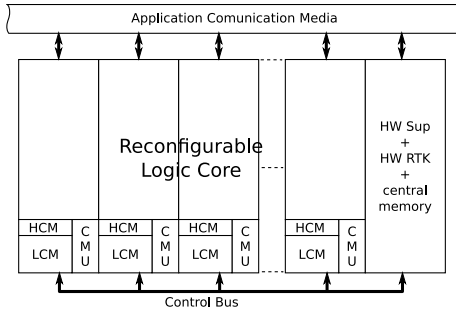 Application Comunication Media
Reconfigurable
Logic Core
HW Sup
+
HW RTK
+
central
memory
HCM
LCM
C
M
U
HCM
LCM
C
M
U
HCM
LCM
C
M
U
HCM
LCM
C
M
U
Control Bus